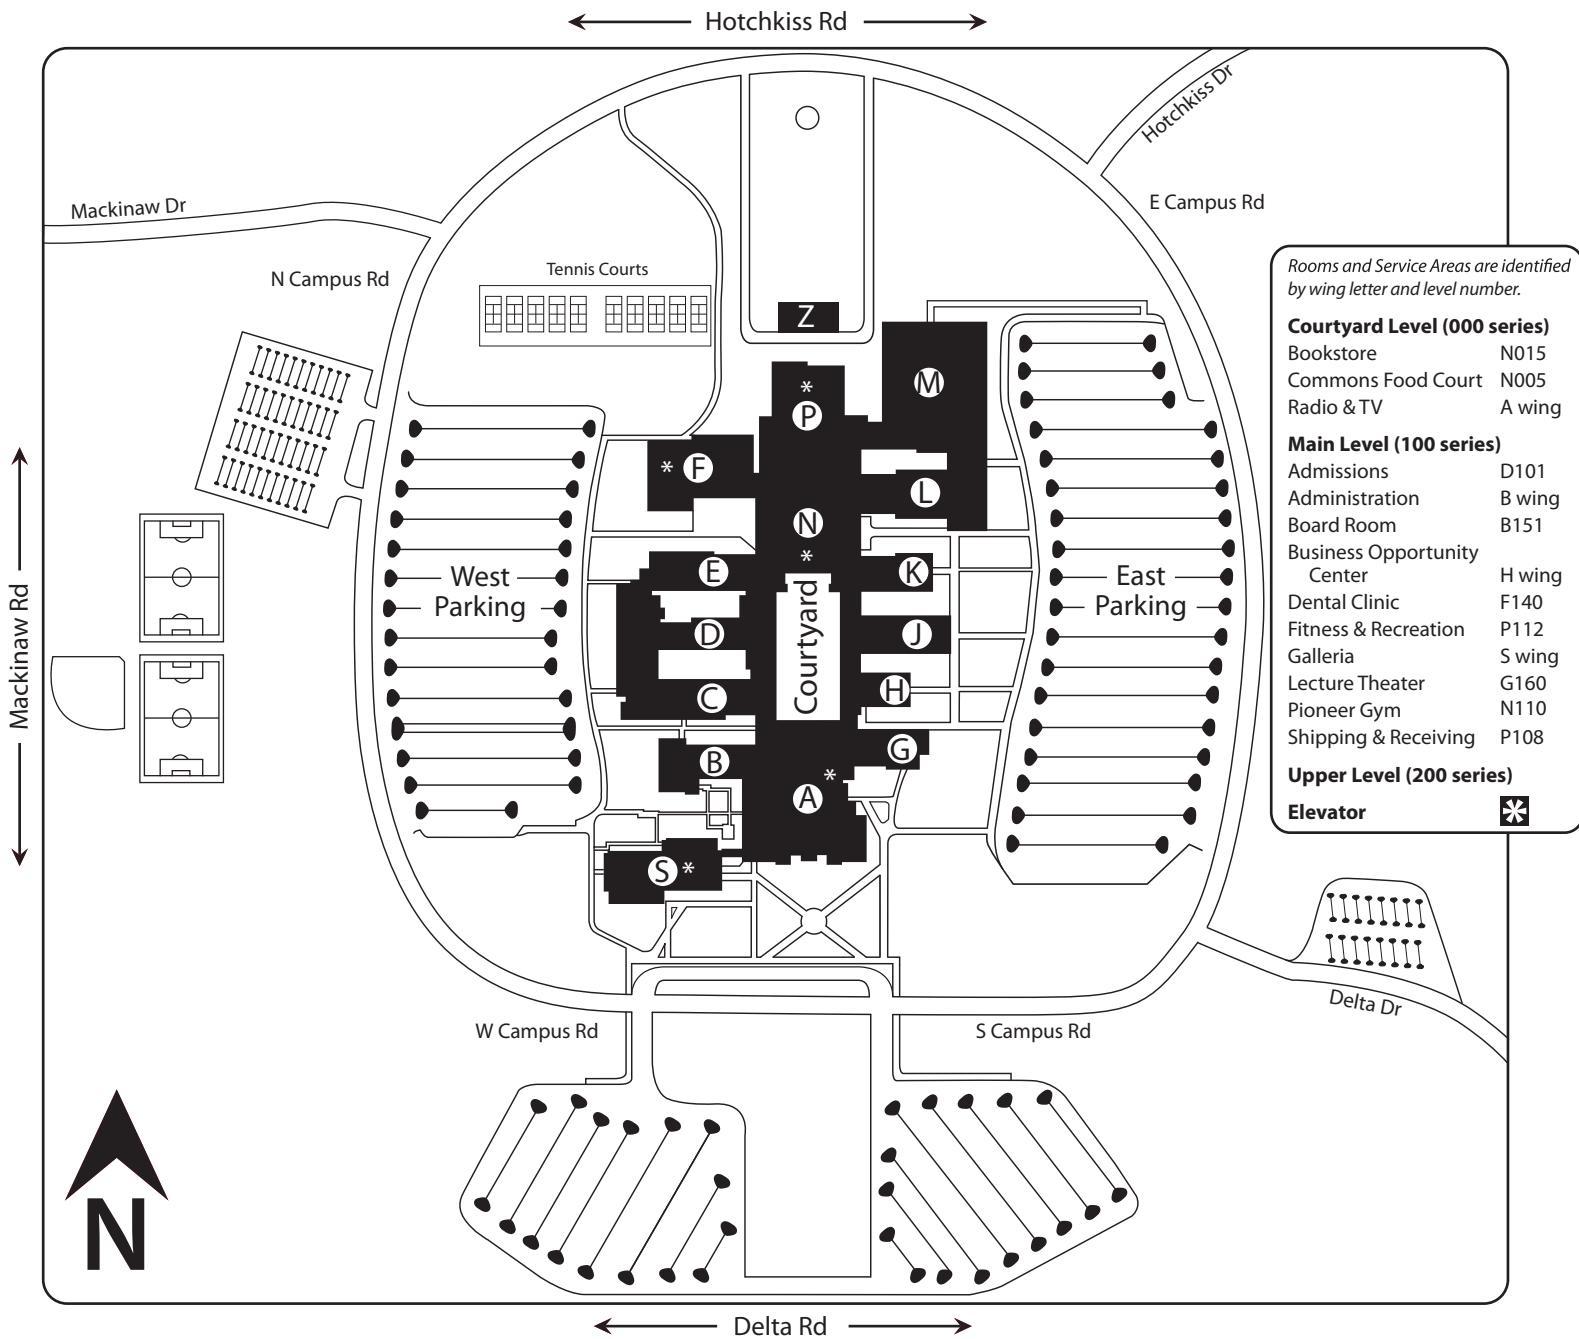 Hotchkiss Rd
Hotchkiss Dr
Mackinaw Dr
E Campus Rd
N Campus Rd
Tennis Courts
Z
Rooms and Service Areas are identified
by wing letter and level number.
Courtyard Level (000 series)
Bookstore N015
Commons Food Court N005
Radio & TV A wing
Main Level (100 series)
Admissions D101
Administration B wing
Board Room B151
Business Opportunity
Center H wing
Dental Clinic F140
Fitness & Recreation P112
Galleria S wing
Lecture Theater G160
Pioneer Gym N110
Shipping & Receiving P108
Upper Level (200 series)
Elevator *
M
* P
* F
L
N *
E
K
West
Parking
East
Parking
D
J
Courtyard
C
H
B
G
A *
S *
Mackinaw Rd
Delta Dr
W Campus Rd
S Campus Rd
N
Delta Rd